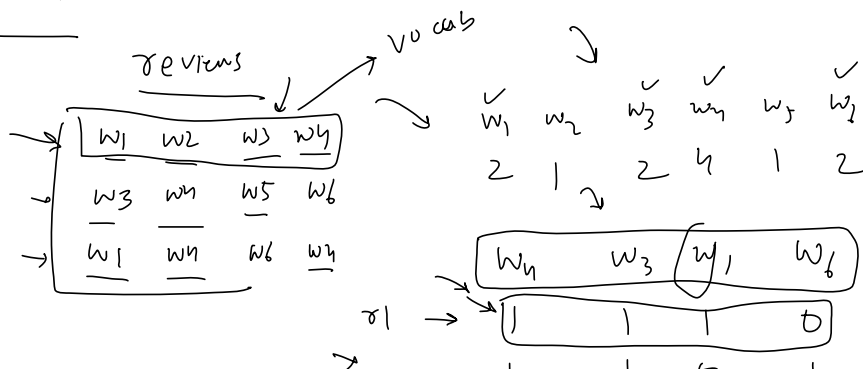 reviews
vocab
w1 w2 w3 w4
w3 w4 w5 w6
w1 w4 w6 w4
w1 w2 w3 w4 w5
2 1 2 4 1 2
w4 w3 w1 w6
r1 → 1 1 1 0